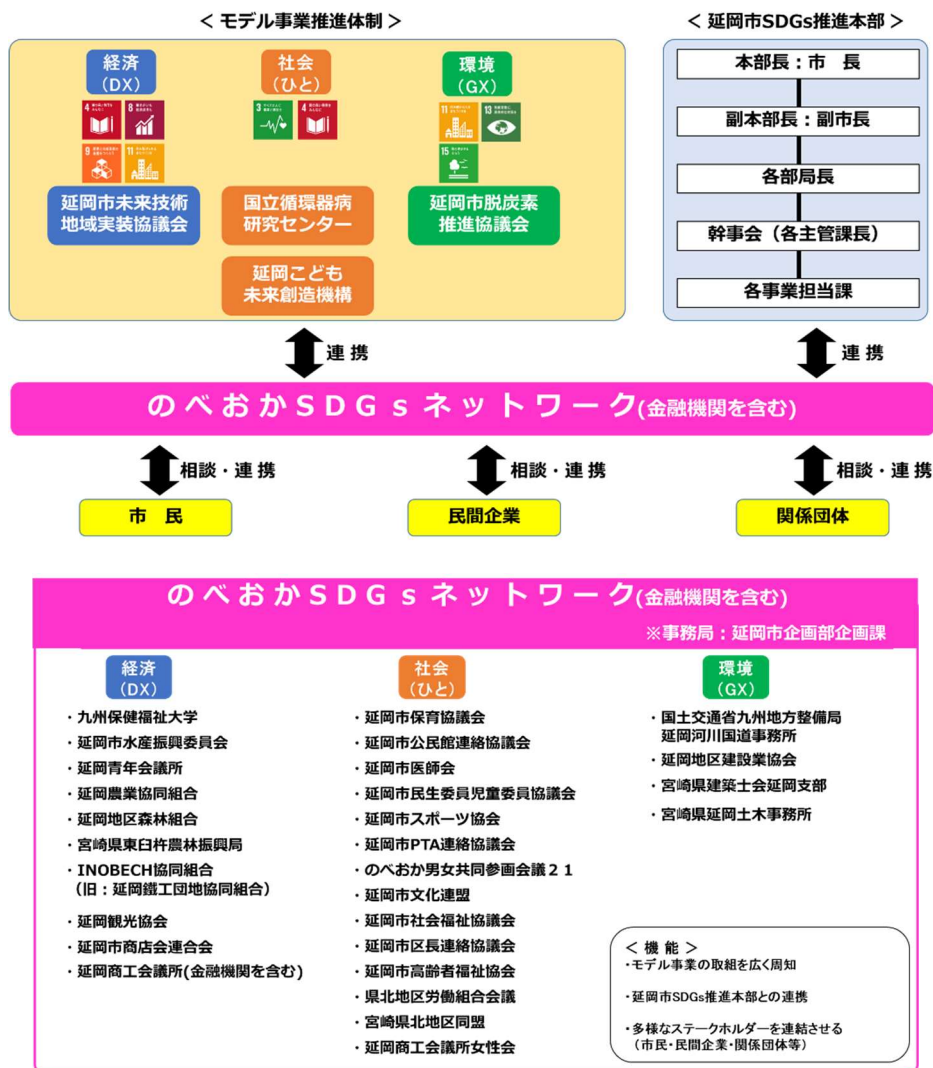 ＜ モデル事業推進体制 ＞
＜ 延岡市SDGs推進本部 ＞
経済
(DX)
社会
(ひと)
環境
(GX)
4
8
9
11
3
4
11
13
15
延岡市未来技術
地域実装協議会
国立循環器病
研究センター
延岡こども
未来創造機構
延岡市脱炭素
推進協議会
本部長：市　長
副本部長：副市長
各部局長
幹事会（各主管課長）
各事業担当課
連 携
連 携
のべおかSDGsネットワーク(金融機関を含む)
相談・連 携
相談・連 携
相談・連 携
市　民
民間企業
関係団体
のべおかSDGsネットワーク(金融機関を含む)
※事務局：延岡市企画部企画課
経済
(DX)
・九州保健福祉大学
・延岡市水産振興委員会
・延岡青年会議所
・延岡農業協同組合
・延岡地区森林組合
・宮崎県東臼杵農林振興局
・INOBECH協同組合
（旧：延岡鐵工団地協同組合）
・延岡観光協会
・延岡市商店会連合会
・延岡商工会議所(金融機関を含む)
社会
(ひと)
・延岡市保育協議会
・延岡市公民館連絡協議会
・延岡市医師会
・延岡市民生委員児童委員協議会
・延岡市スポーツ協会
・延岡市PTA連絡協議会
・のべおか男女共同参画会議２１
・延岡市文化連盟
・延岡市社会福祉協議会
・延岡市区長連絡協議会
・延岡市高齢者福祉協会
・県北地区労働組合会議
・宮崎県北地区同盟
・延岡商工会議所女性会
環境
(GX)
・国土交通省九州地方整備局
延岡河川国道事務所
・延岡地区建設業協会
・宮崎県建築士会延岡支部
・宮崎県延岡土木事務所
＜ 機能 ＞
・モデル事業の取組を広く周知
・延岡市SDGs推進本部との連携
・多様なステークホルダーを連結させる
（市民・民間企業・関係団体等）